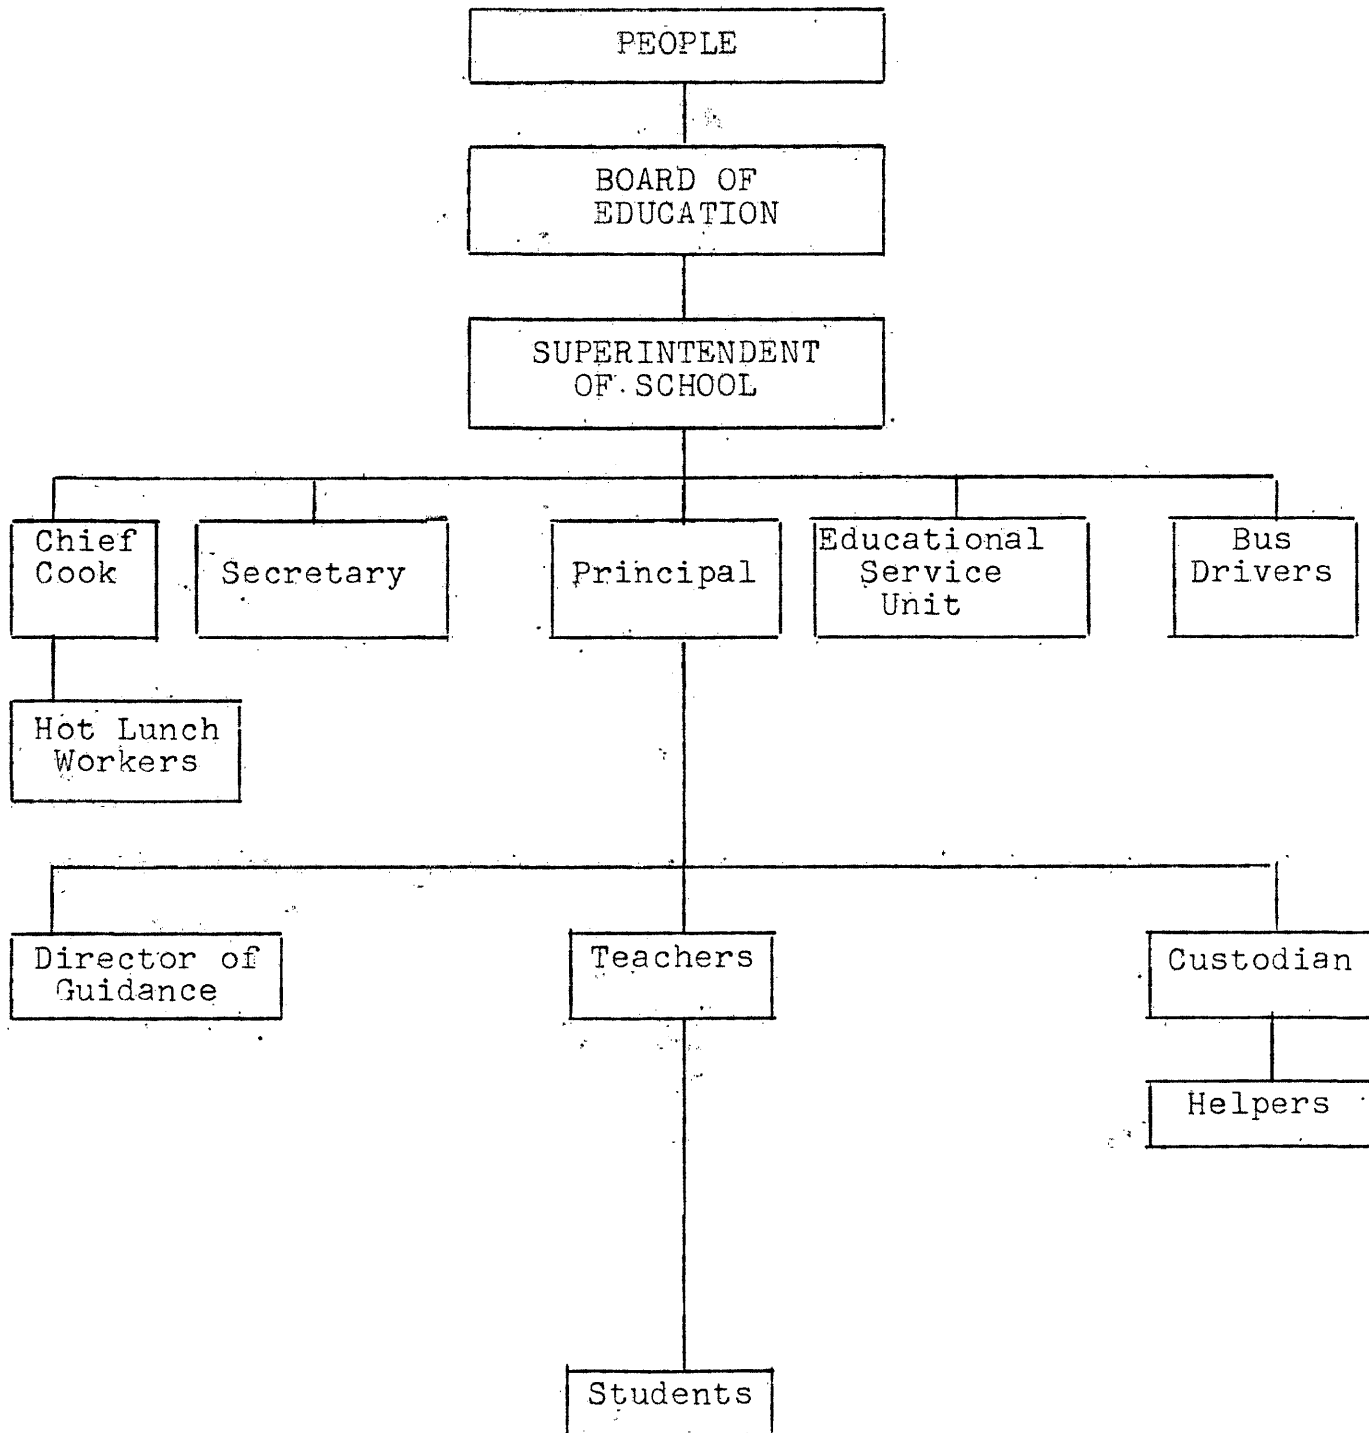 PEOPLE
BOARD OF
EDUCATION
SUPERINTENDENT
OF SCHOOL
Chief
Cook
Secretary
Principal
Educational
Service
Unit
Bus
Drivers
Hot Lunch
Workers
Director of
Guidance
Teachers
Custodian
Helpers
Students